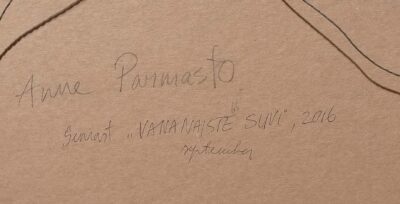 Anne Parmasto
Seeriast „VANANAISTE SUVI", 2016
september